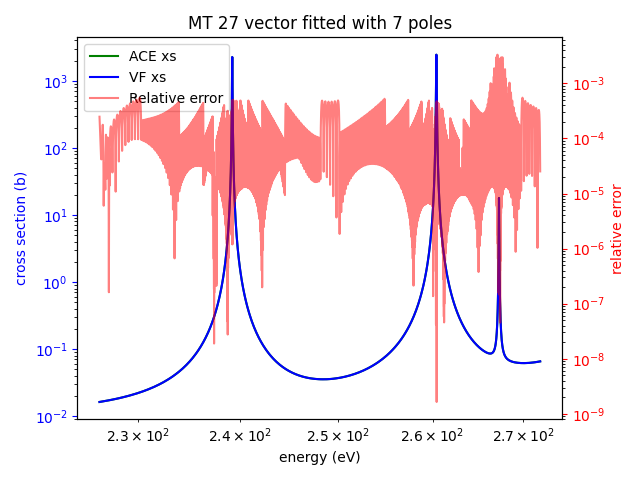 MT 27 vector fitted with 7 poles
ACE xs
VF xs
Relative error
10³
10²
10¹
10⁰
10⁻¹
10⁻²
cross section (b)
10⁻³
10⁻⁴
10⁻⁵
10⁻⁶
10⁻⁷
10⁻⁸
10⁻⁹
relative error
2.3 × 10² 2.4 × 10² 2.5 × 10² 2.6 × 10² 2.7 × 10²
energy (eV)